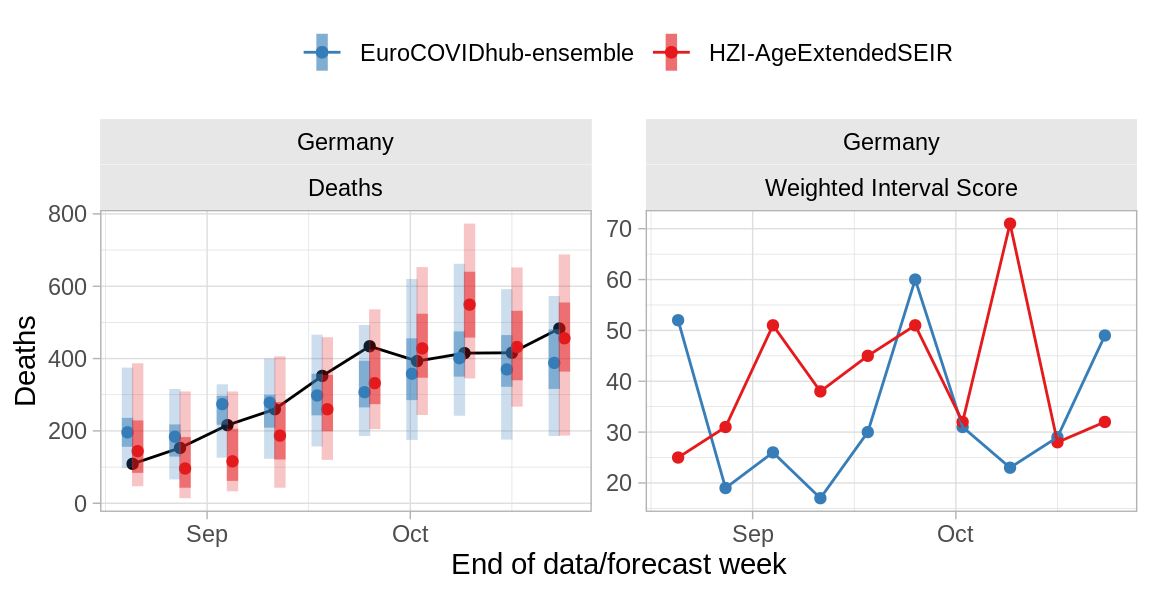 EuroCOVIDhub-ensemble HZI-AgeExtendedSEIR
Germany
Deaths
Germany
Weighted Interval Score
Deaths
800
600
400
200
0
Sep Oct
70
60
50
40
30
20
Sep Oct
End of data/forecast week